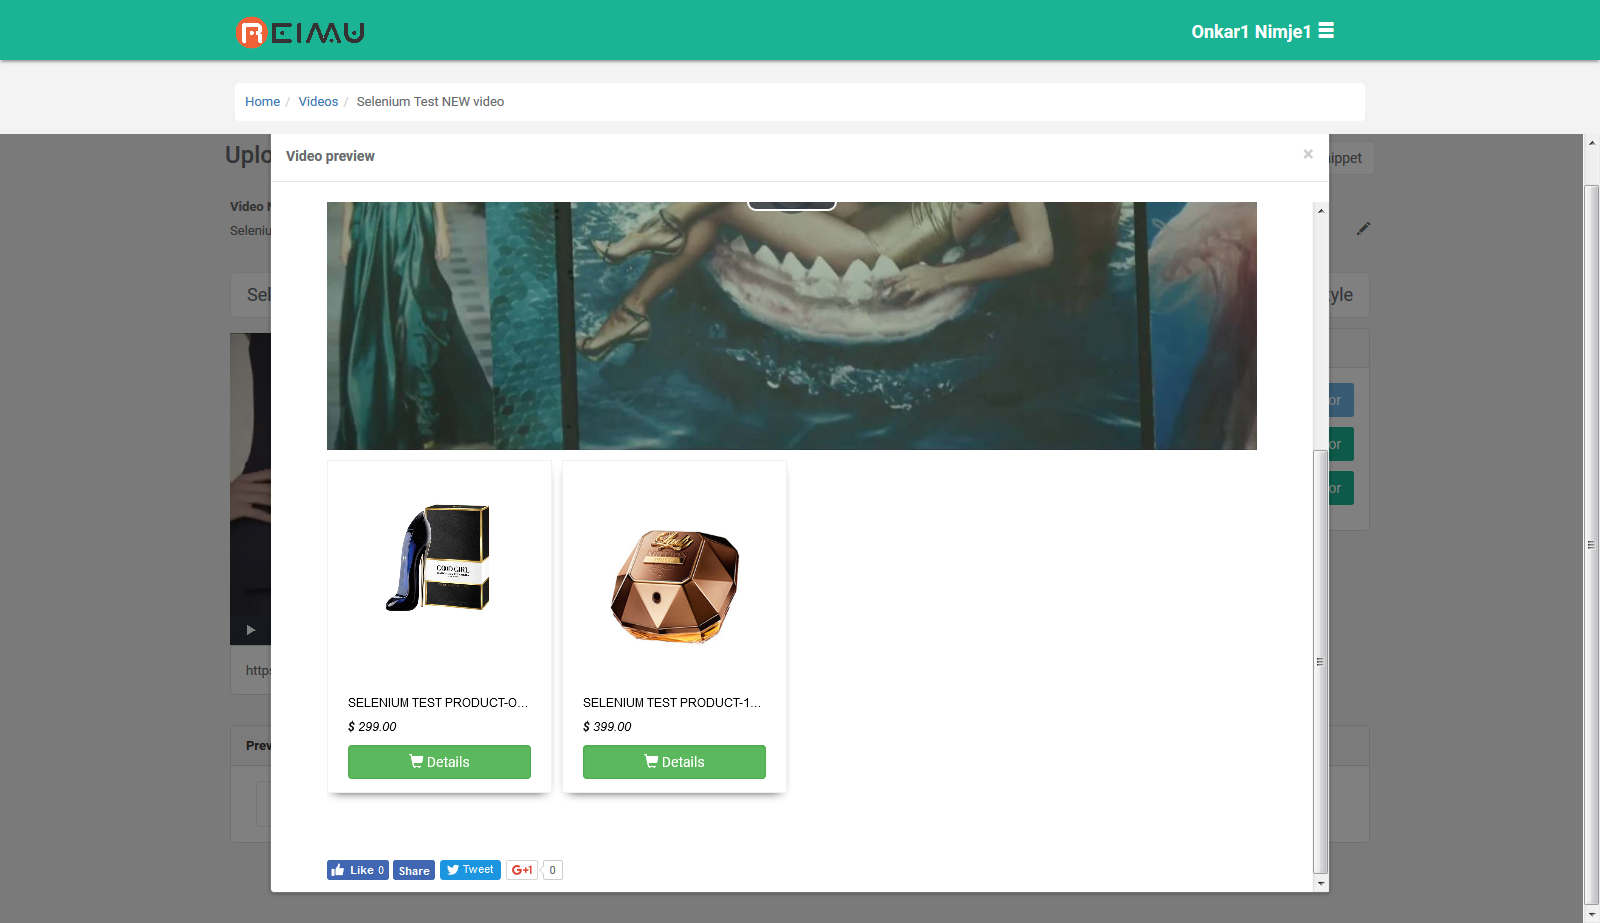 REIMU
Onkar1 Nimje1
Home / Videos / Selenium Test NEW video
Uplo
Video preview
×
ippet
Video N
Seleniu
Sel
yle
or
or
or
GOOD GIRL
Lady
https
SELENIUM TEST PRODUCT-O...
SELENIUM TEST PRODUCT-1...
$ 299.00
$ 399.00
Details
Details
Prev
Like 0
Share
Tweet
G+1
0